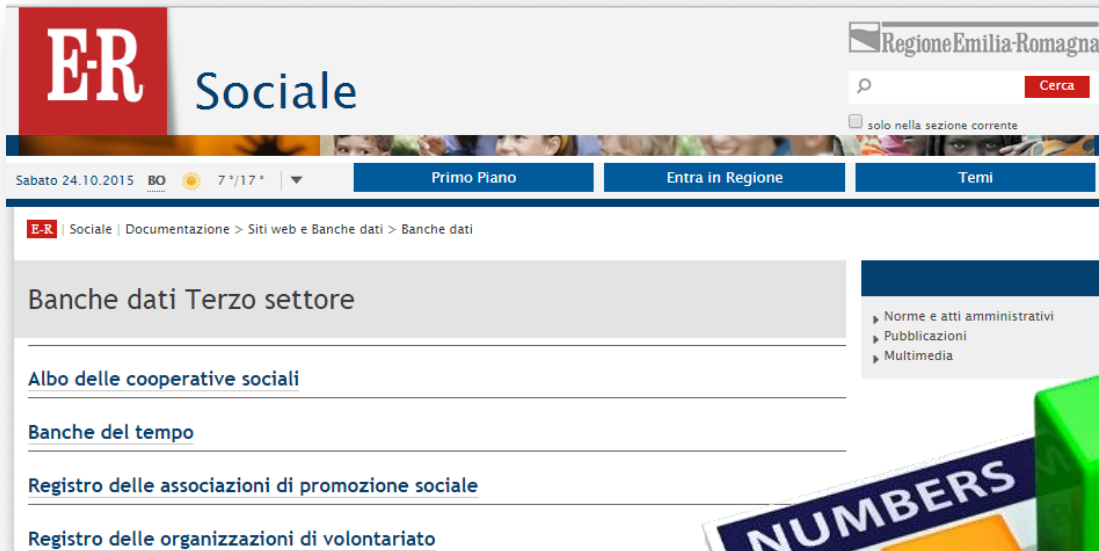 E·R
Sociale
RegioneEmilia-Romagna
Cerca
solo nella sezione corrente
Sabato 24.10.2015 BO 7°/17°
Primo Piano
Entra in Regione
Temi
E-R | Sociale | Documentazione > Siti web e Banche dati > Banche dati
Banche dati Terzo settore
Norme e atti amministrativi
Pubblicazioni
Multimedia
Albo delle cooperative sociali
Banche del tempo
Registro delle associazioni di promozione sociale
Registro delle organizzazioni di volontariato
NUMBERS